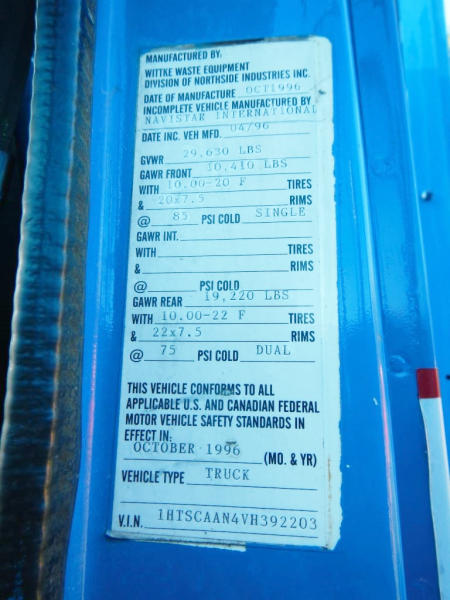 MANUFACTURED BY:
WITTKE WASTE EQUIPMENT
DIVISION OF NORTHSIDE INDUSTRIES INC.
DATE OF MANUFACTURE OCT1996
INCOMPLETE VEHICLE MANUFACTURED BY
NAVISTAR INTERNATIONAL
DATE INC. VEH MFD. 04/96
GVWR 29,630 LBS
GAWR FRONT 10,410 LBS
WITH 10.00-20 F TIRES
& 20x7.5 RIMS
@ 85 PSI COLD SINGLE
GAWR INT.
WITH TIRES
& RIMS
@ PSI COLD
GAWR REAR 19,220 LBS
WITH 10.00-22 F TIRES
& 22x7.5 RIMS
@ 75 PSI COLD DUAL
THIS VEHICLE CONFORMS TO ALL
APPLICABLE U.S. AND CANADIAN FEDERAL
MOTOR VEHICLE SAFETY STANDARDS IN
EFFECT IN:
OCTOBER 1996 (MO. & YR)
VEHICLE TYPE TRUCK
V.I.N. 1HTSCAAN4VH392203